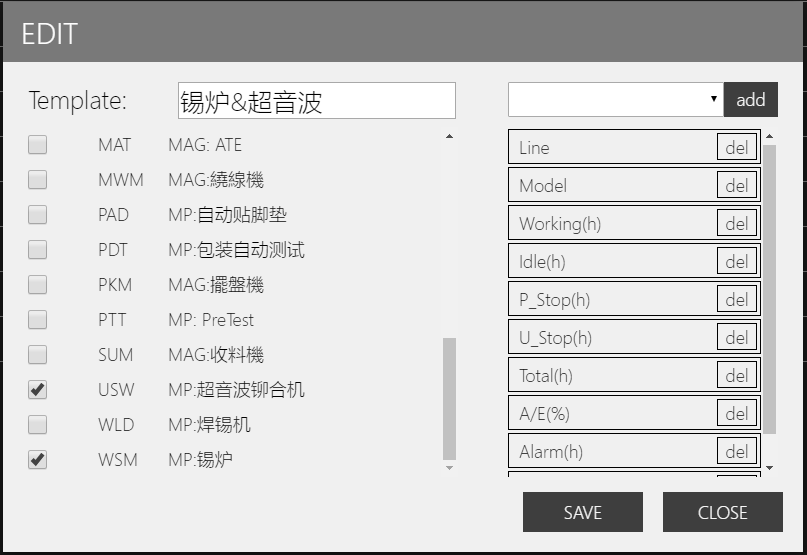 EDIT
Template: 锡炉&超音波
add
MAT MAG: ATE
MWM MAG:繞線機
PAD MP:自动贴脚垫
PDT MP:包装自动测试
PKM MAG:擺盤機
PTT MP: PreTest
SUM MAG:收料機
USW MP:超音波铆合机
WLD MP:焊锡机
WSM MP:锡炉
Line del
Model del
Working(h) del
Idle(h) del
P_Stop(h) del
U_Stop(h) del
Total(h) del
A/E(%) del
Alarm(h) del
SAVE CLOSE